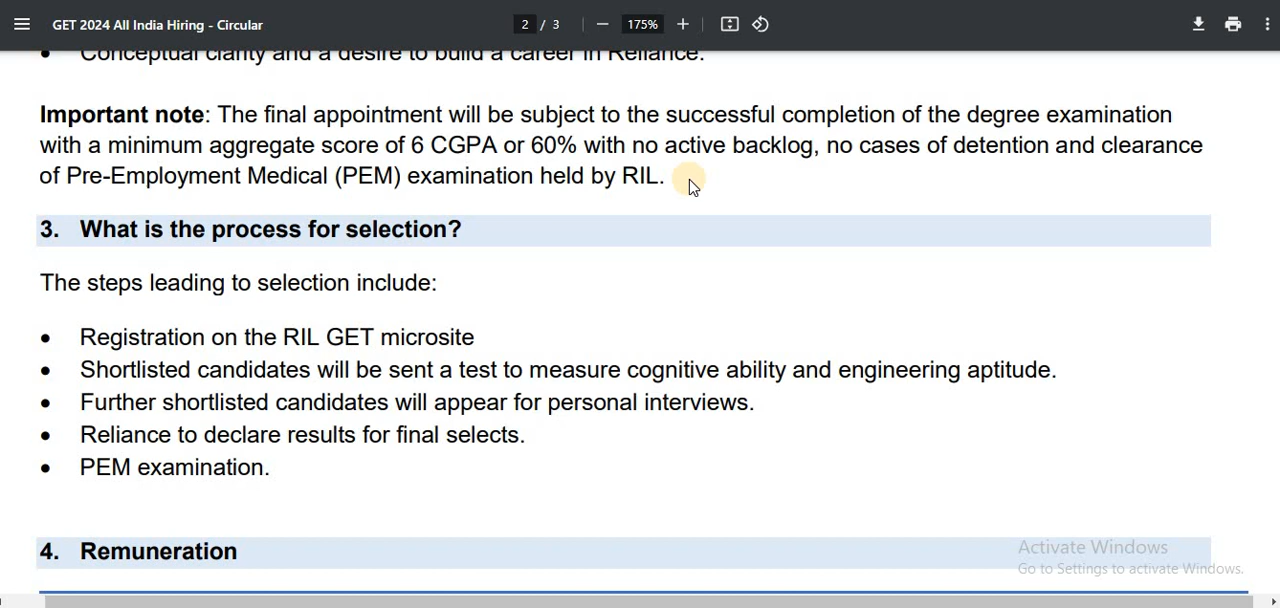 GET 2024 All India Hiring - Circular
2 / 3
175%
• Conceptual clarity and a desire to build a career in Reliance.
Important note: The final appointment will be subject to the successful completion of the degree examination
with a minimum aggregate score of 6 CGPA or 60% with no active backlog, no cases of detention and clearance
of Pre-Employment Medical (PEM) examination held by RIL.
3. What is the process for selection?
The steps leading to selection include:
• Registration on the RIL GET microsite
• Shortlisted candidates will be sent a test to measure cognitive ability and engineering aptitude.
• Further shortlisted candidates will appear for personal interviews.
• Reliance to declare results for final selects.
• PEM examination.
4. Remuneration
Activate Windows
Go to Settings to activate Windows.